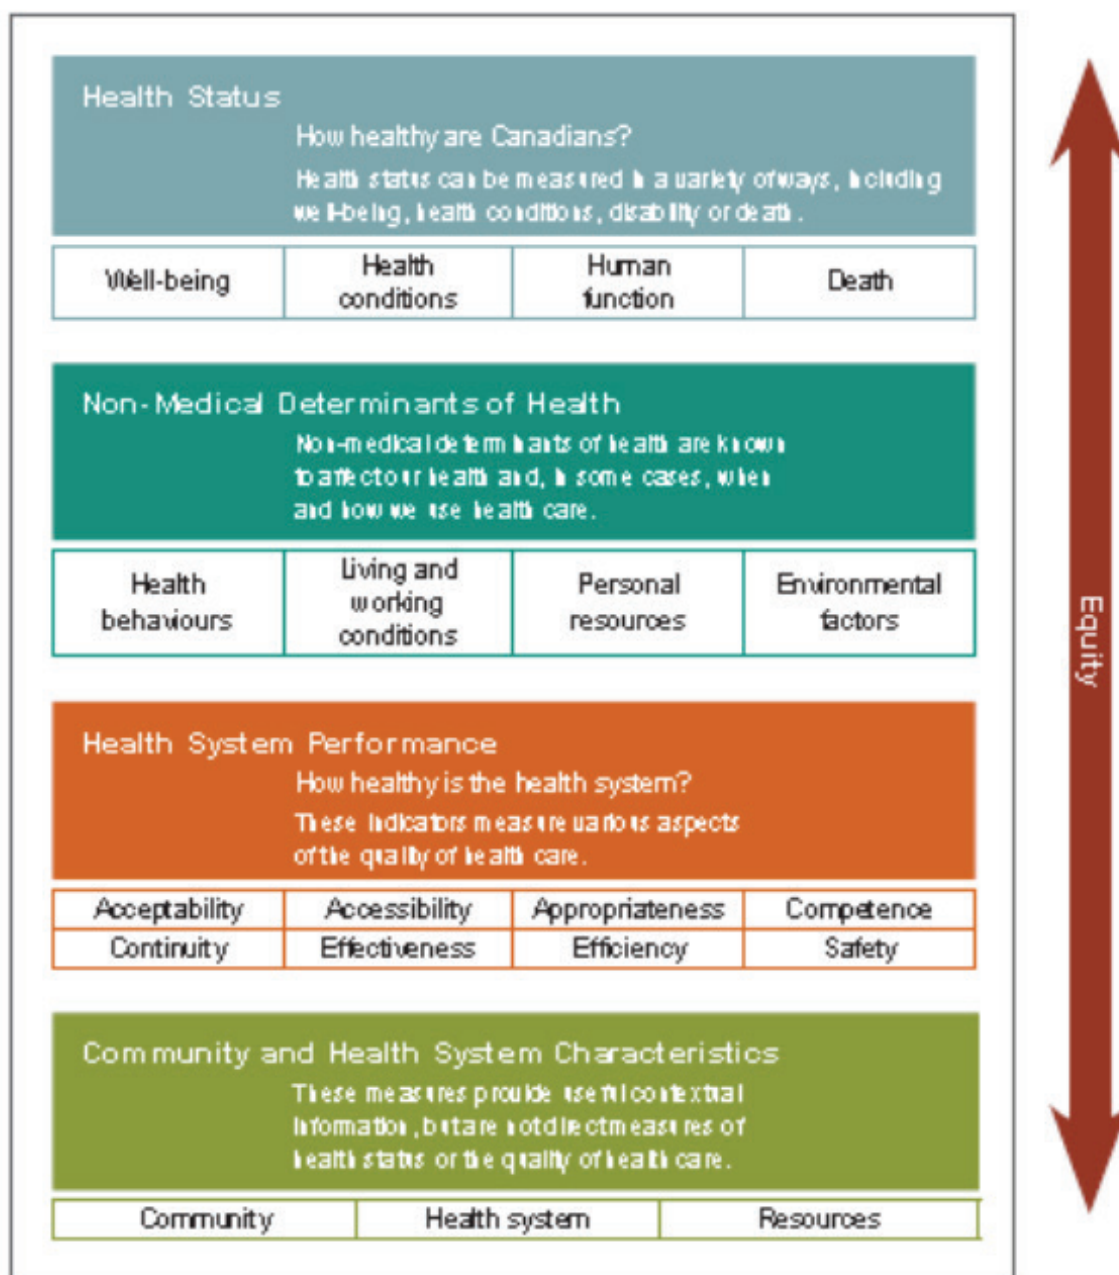 Health Status
How healthy are Canadians?
Health status can be measured in a variety of ways, including
well-being, health conditions, disability or death.
Well-being
Health
conditions
Human
function
Death
Non-Medical Determinants of Health
Non-medical determinants of health are known
to affect our health and, in some cases, when
and how we use health care.
Health
behaviours
Living and
working
conditions
Personal
resources
Environmental
factors
Health System Performance
How healthy is the health system?
These indicators measure various aspects
of the quality of health care.
Acceptability
Accessibility
Appropriateness
Competence
Continuity
Effectiveness
Efficiency
Safety
Community and Health System Characteristics
These measures provide useful contextual
information, but are not direct measures of
health status or the quality of health care.
Community
Health system
Resources
Equity